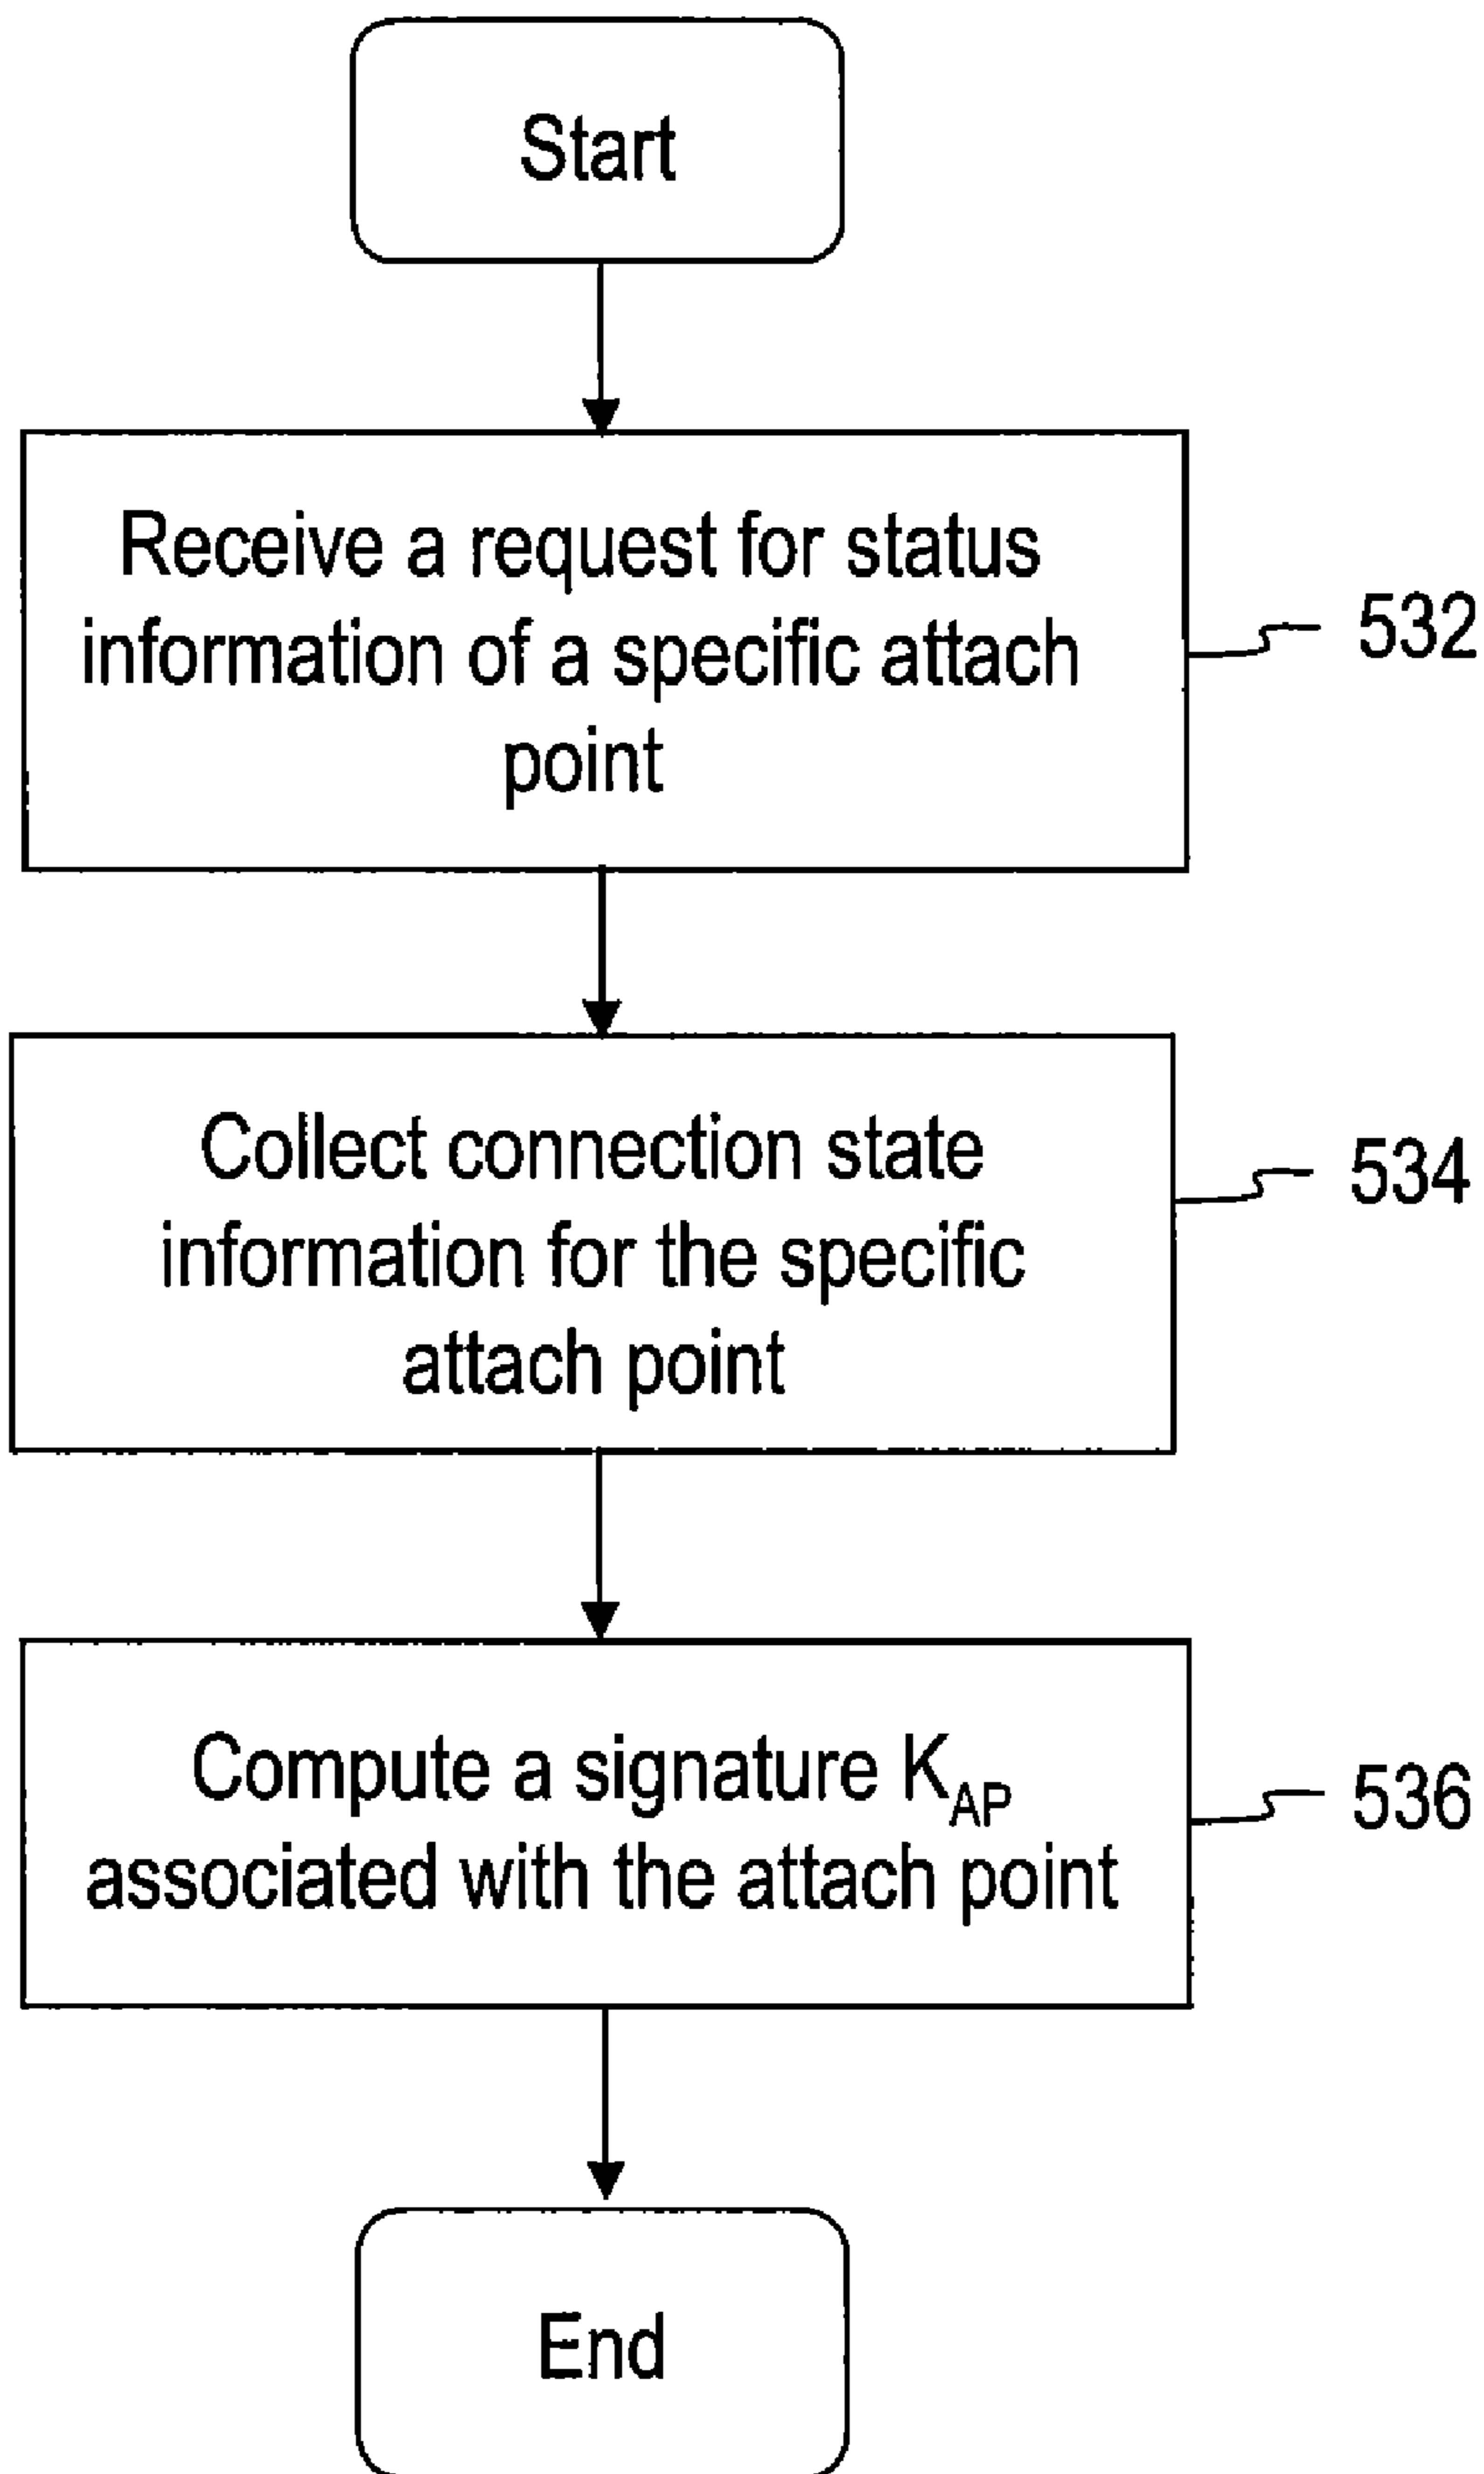 Start
Receive a request for status
information of a specific attach
point
532
Collect connection state
information for the specific
attach point
534
Compute a signature K_AP
associated with the attach point
536
End